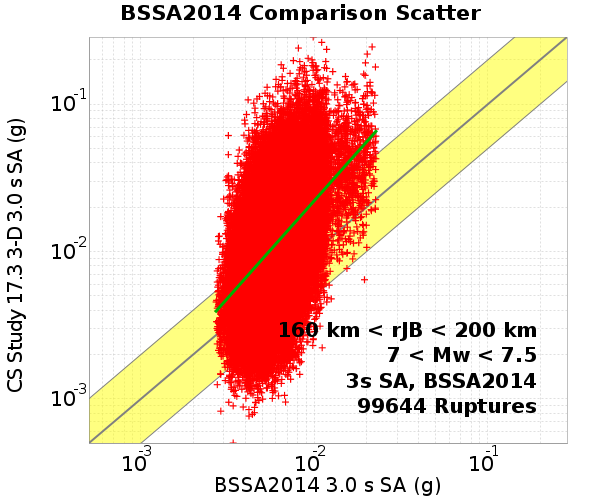 BSSA2014 Comparison Scatter
CS Study 17.3 3-D 3.0 s SA (g)
10-1
10-2
10-3
160 km < rJB < 200 km
7 < Mw < 7.5
3s SA, BSSA2014
99644 Ruptures
10-3 10-2 10-1
BSSA2014 3.0 s SA (g)